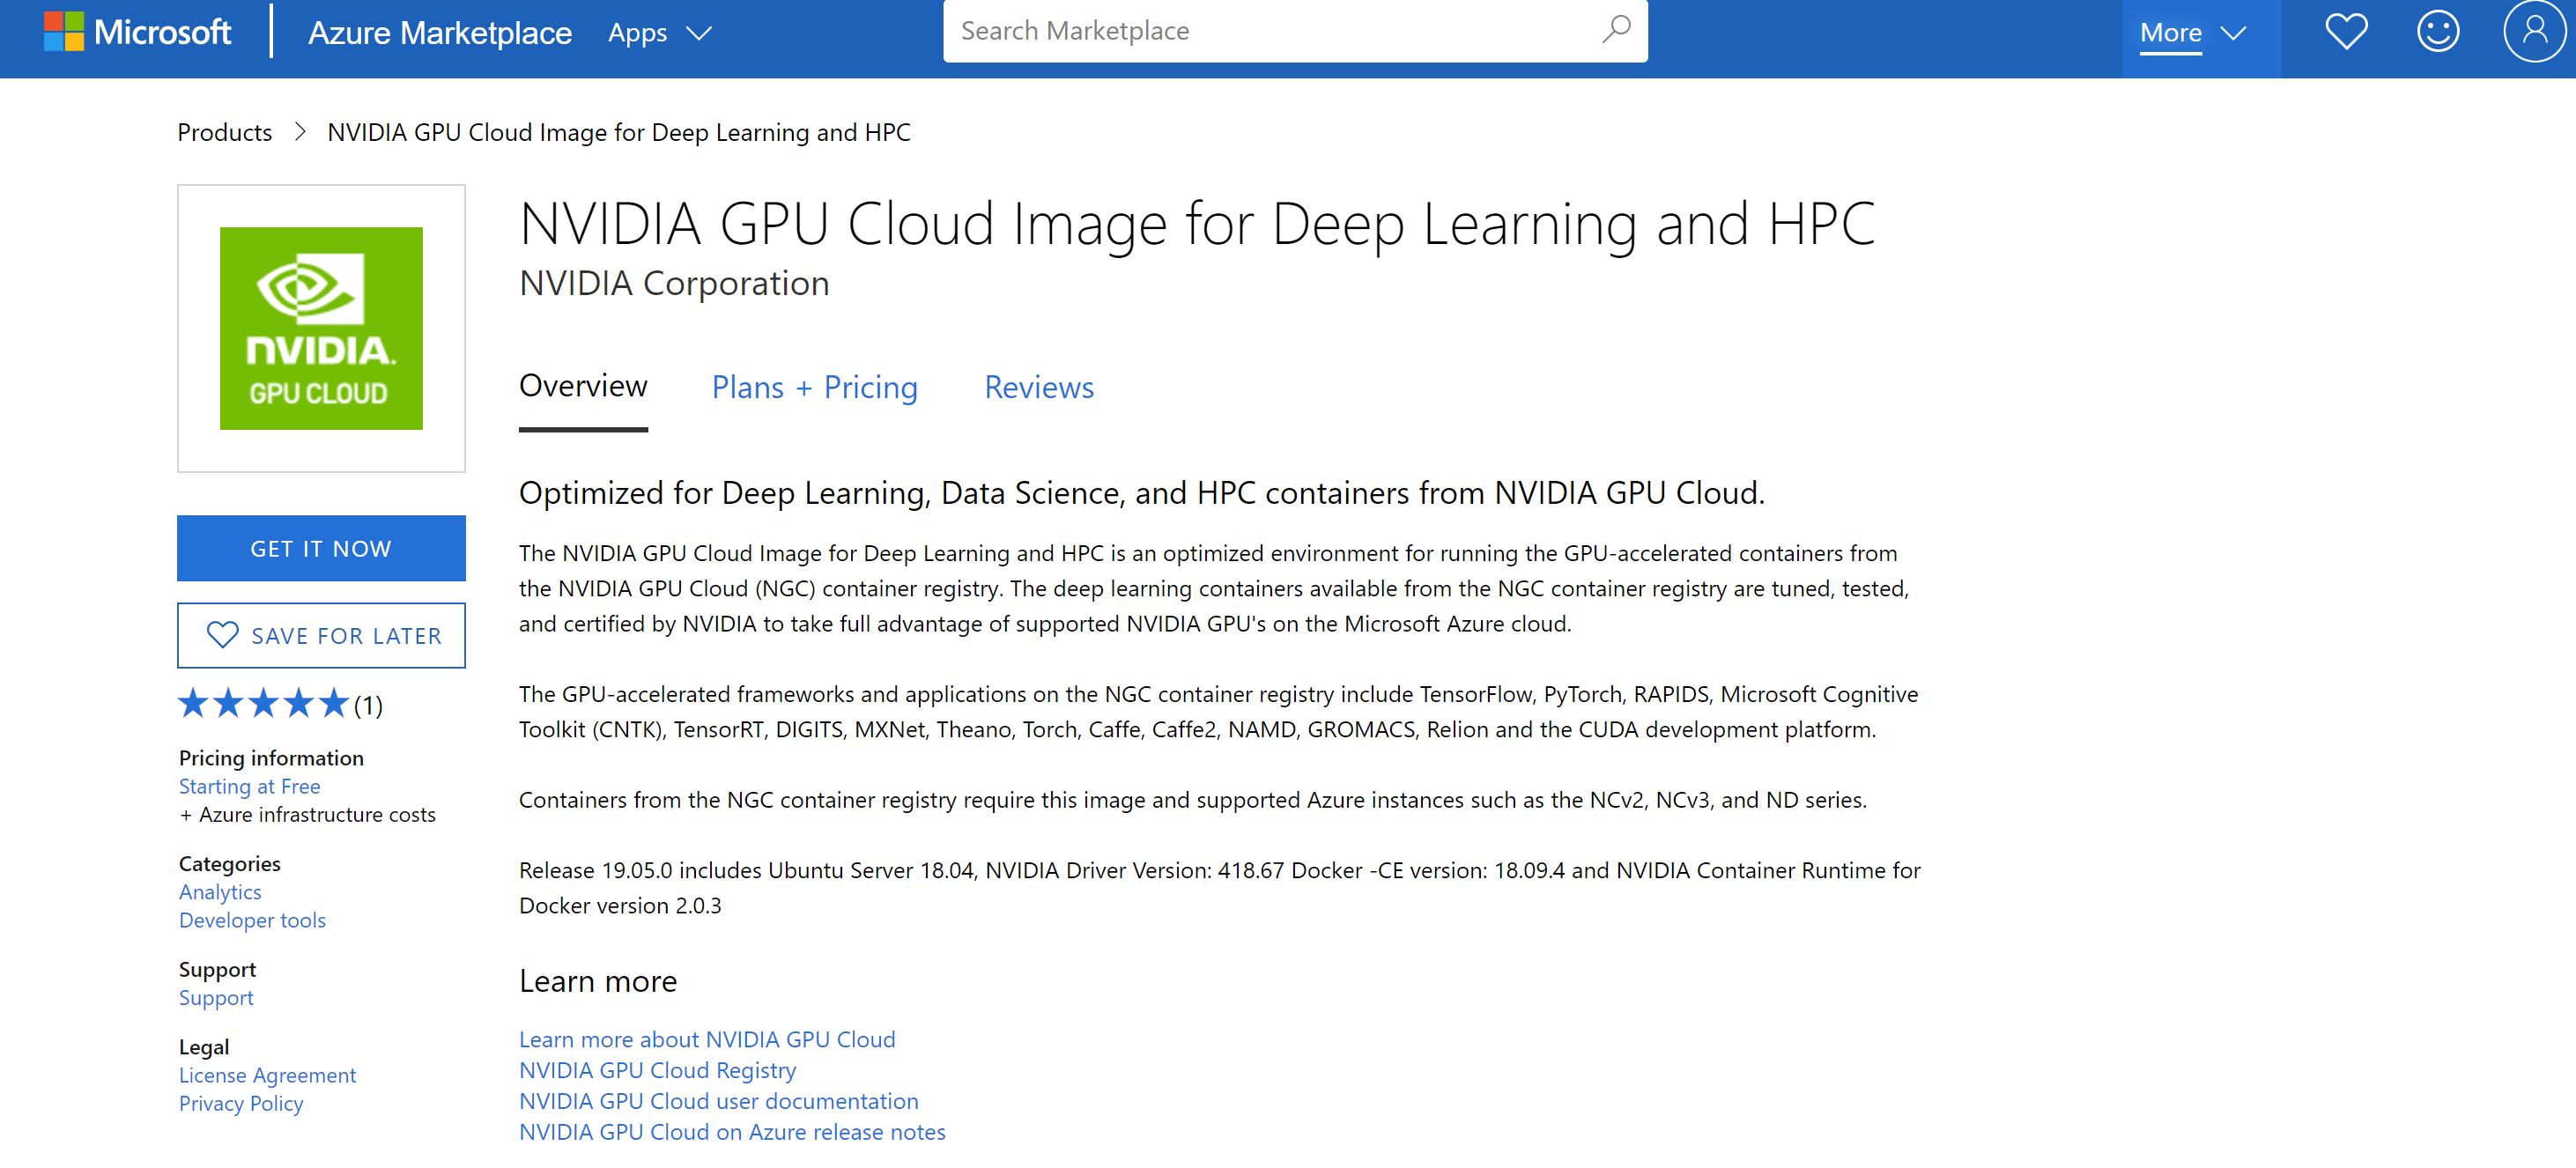 Microsoft
Azure Marketplace
Apps
Search Marketplace
More
Products > NVIDIA GPU Cloud Image for Deep Learning and HPC
NVIDIA.
GPU CLOUD
GET IT NOW
SAVE FOR LATER
(1)
Pricing information
Starting at Free
+ Azure infrastructure costs
Categories
Analytics
Developer tools
Support
Support
Legal
License Agreement
Privacy Policy
NVIDIA GPU Cloud Image for Deep Learning and HPC
NVIDIA Corporation
Overview
Plans + Pricing
Reviews
Optimized for Deep Learning, Data Science, and HPC containers from NVIDIA GPU Cloud.
The NVIDIA GPU Cloud Image for Deep Learning and HPC is an optimized environment for running the GPU-accelerated containers from
the NVIDIA GPU Cloud (NGC) container registry. The deep learning containers available from the NGC container registry are tuned, tested,
and certified by NVIDIA to take full advantage of supported NVIDIA GPU's on the Microsoft Azure cloud.
The GPU-accelerated frameworks and applications on the NGC container registry include TensorFlow, PyTorch, RAPIDS, Microsoft Cognitive
Toolkit (CNTK), TensorRT, DIGITS, MXNet, Theano, Torch, Caffe, Caffe2, NAMD, GROMACS, Relion and the CUDA development platform.
Containers from the NGC container registry require this image and supported Azure instances such as the NCv2, NCv3, and ND series.
Release 19.05.0 includes Ubuntu Server 18.04, NVIDIA Driver Version: 418.67 Docker -CE version: 18.09.4 and NVIDIA Container Runtime for
Docker version 2.0.3
Learn more
Learn more about NVIDIA GPU Cloud
NVIDIA GPU Cloud Registry
NVIDIA GPU Cloud user documentation
NVIDIA GPU Cloud on Azure release notes